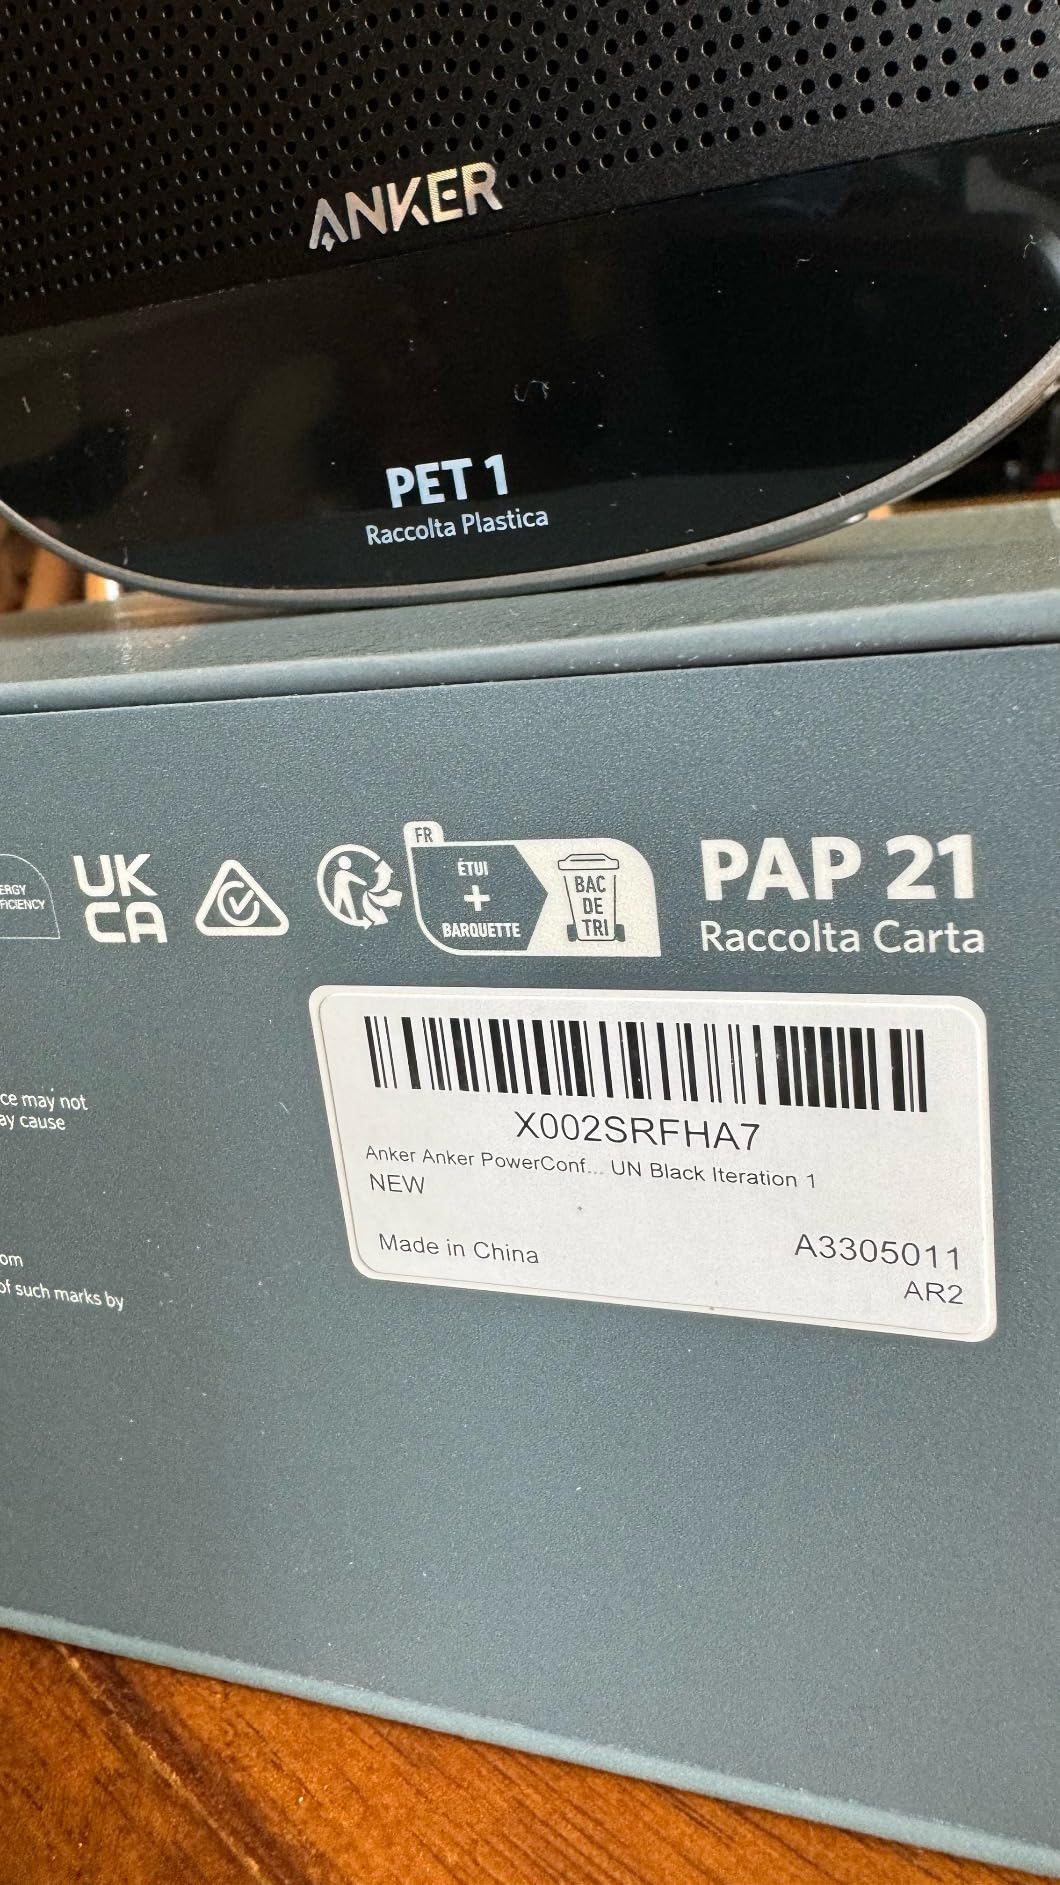 ANKER
PET 1
Raccolta Plastica
ERGY
FICIENCY
UK
CA
FR
ÉTUI
+
BARQUETTE
BAC
DE
TRI
PAP 21
Raccolta Carta
ce may not
ay cause
om
of such marks by
X002SRFHA7
Anker Anker PowerConf... UN Black Iteration 1
NEW
Made in China
A3305011
AR2